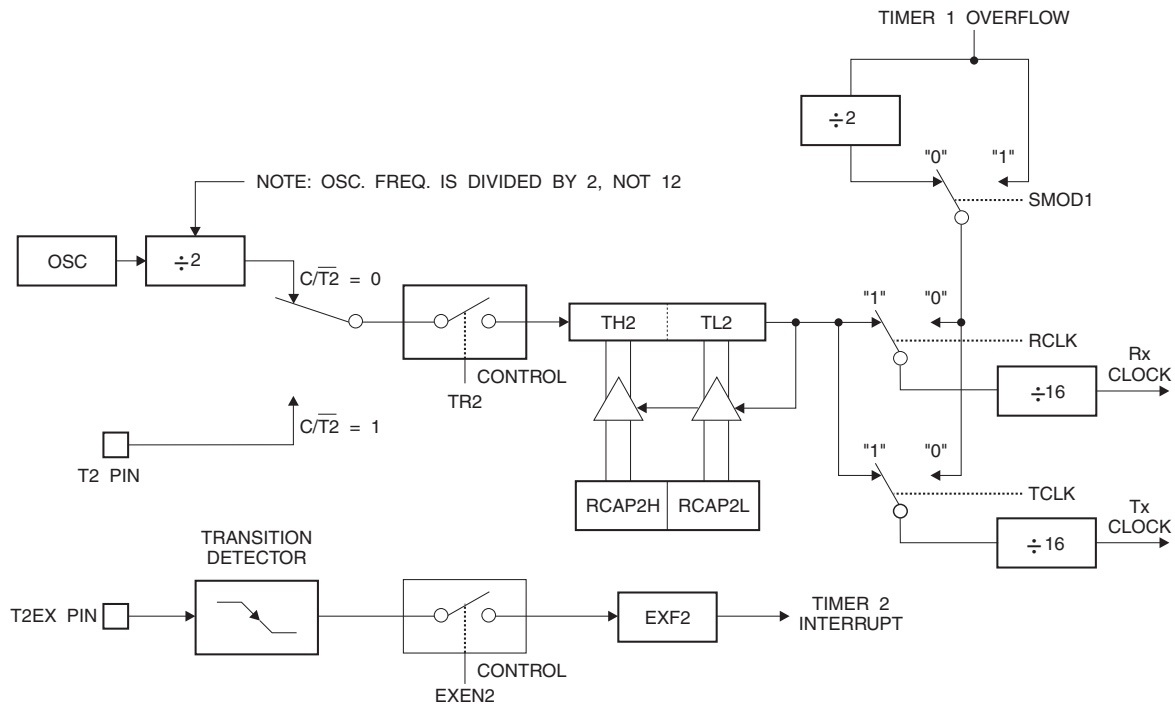 TIMER 1 OVERFLOW
÷2
"0"
"1"
NOTE: OSC. FREQ. IS DIVIDED BY 2, NOT 12
SMOD1
OSC
÷2
C/T2 = 0
TH2
TL2
"1"
"0"
RCLK
Rx
CLOCK
CONTROL
TR2
÷16
C/T2 = 1
T2 PIN
"1"
"0"
RCAP2H
RCAP2L
TCLK
Tx
CLOCK
TRANSITION
DETECTOR
÷16
T2EX PIN
EXF2
TIMER 2
INTERRUPT
CONTROL
EXEN2